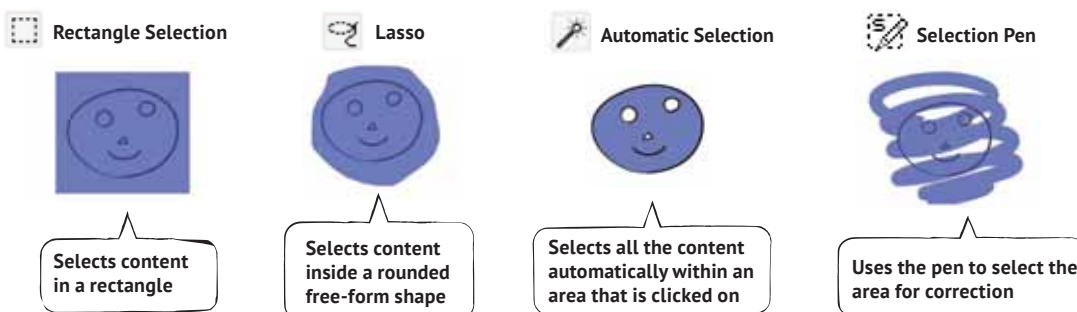 Rectangle Selection
Lasso
Automatic Selection
Selection Pen
Selects content
in a rectangle
Selects content
inside a rounded
free-form shape
Selects all the content
automatically within an
area that is clicked on
Uses the pen to select the
area for correction